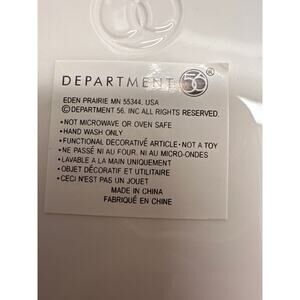 DEPARTMENT 56 ®
EDEN PRAIRIE MN 55344, USA
©DEPARTMENT 56, INC ALL RIGHTS RESERVED.
•NOT MICROWAVE OR OVEN SAFE
•HAND WASH ONLY
•FUNCTIONAL DECORATIVE ARTICLE•NOT A TOY
•NE PASSÉ NI AU FOUR, NI AU MICRO-ONDES
•LAVABLE A LA MAIN UNIQUEMENT
•OBJET DÉCORATIF ET UTILITAIRE
•CECI N'EST PAS UN JOUET
MADE IN CHINA
FABRIQUÉ EN CHINE